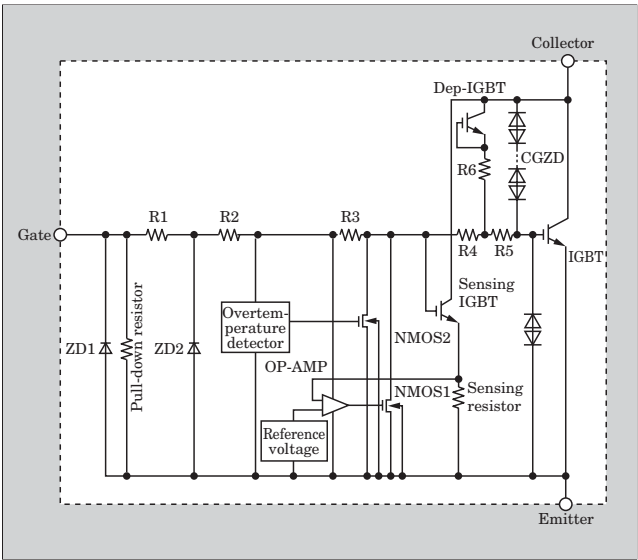 Collector
Dep-IGBT
CGZD
R6
R1
R2
R3
Gate
R4
R5
IGBT
Sensing
IGBT
Overtem-
perature
detector
NMOS2
ZD1
Pull-down resistor
ZD2
OP-AMP
NMOS1
Sensing
resistor
Reference
voltage
Emitter